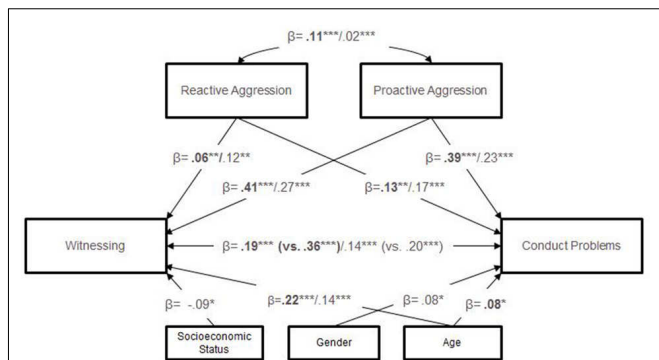 β= .11***/.02***
Reactive Aggression
Proactive Aggression
β= .06**/.12**
β= .39***/.23***
β= .41***/.27***
β=.13**/.17***
Witnessing
β= .19*** (vs. .36***)/.14*** (vs. .20***)
Conduct Problems
β= -.09*
β=.22***/.14***
β= .08*
β= .08*
Socioeconomic
Status
Gender
Age